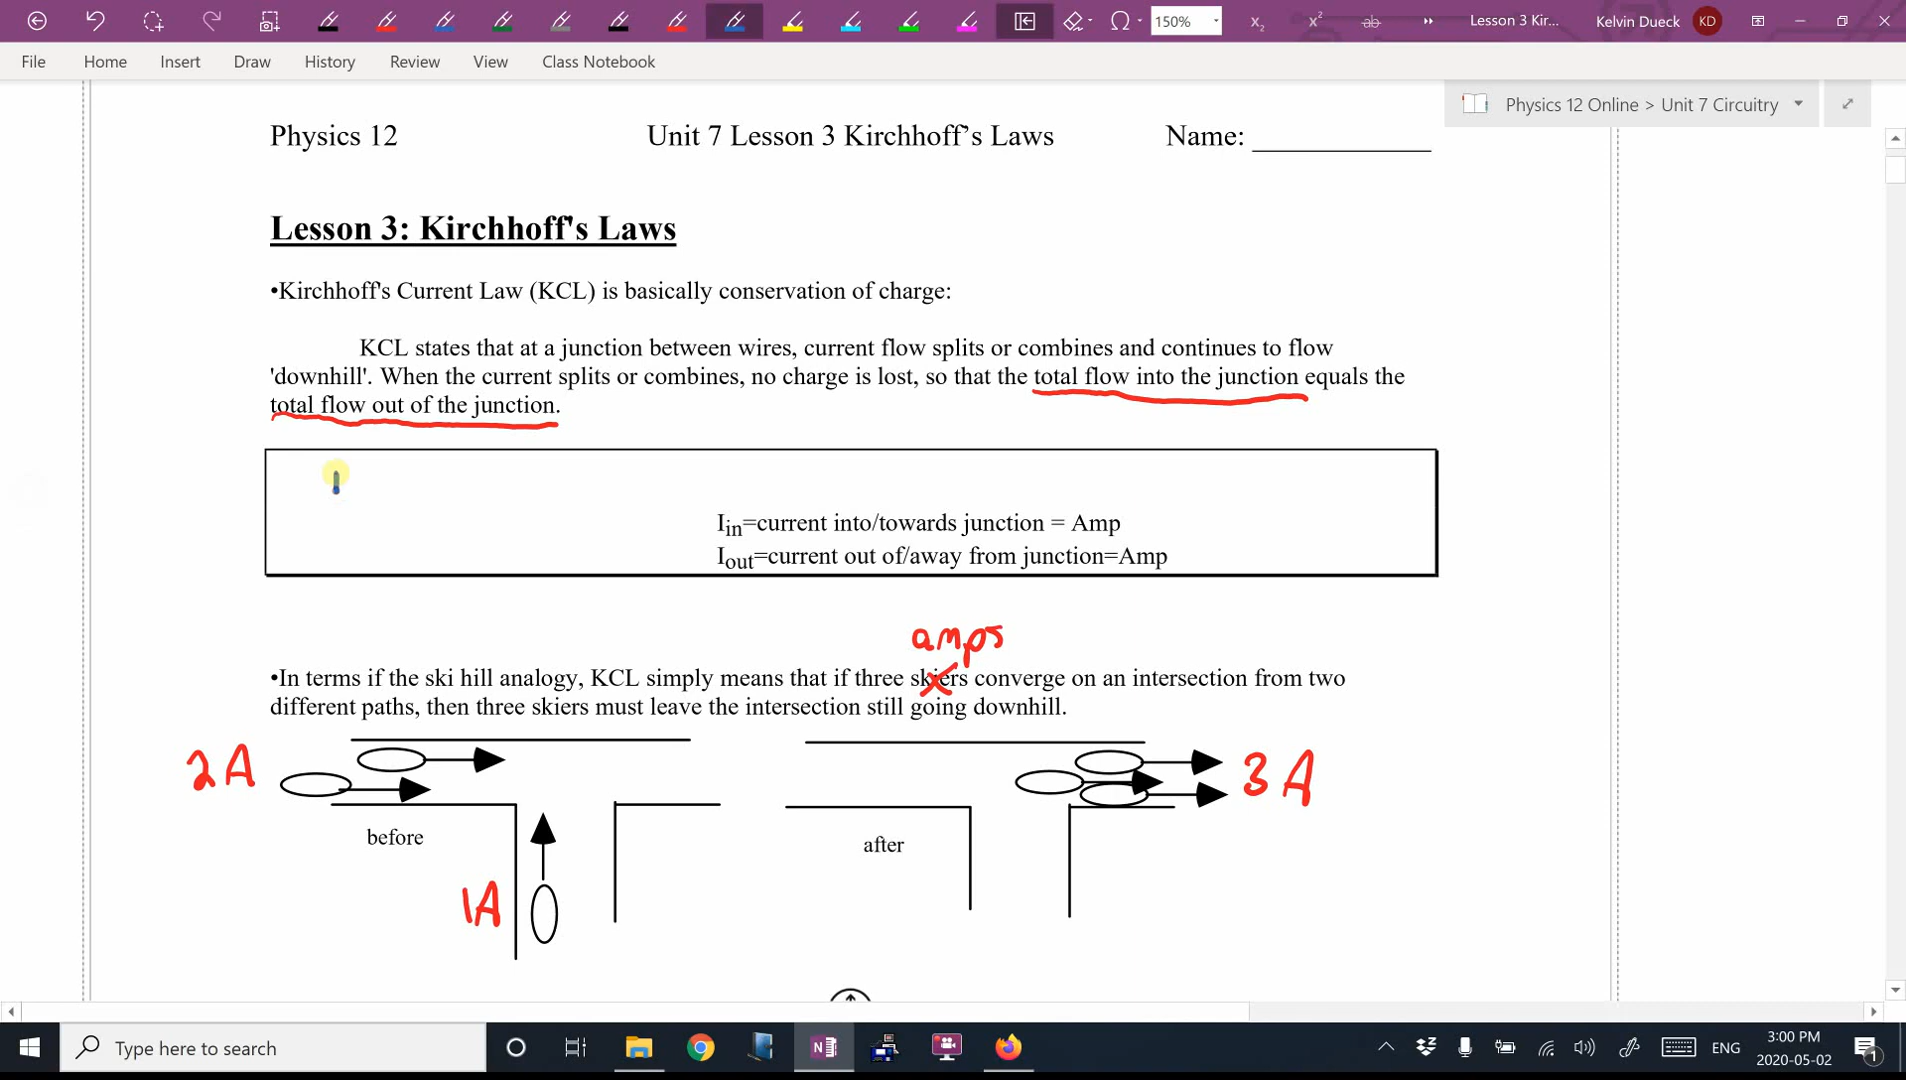 150%
x₂
x²
ab
Lesson 3 Kir...
Kelvin Dueck
KD
File
Home
Insert
Draw
History
Review
View
Class Notebook
Physics 12 Online > Unit 7 Circuitry
Physics 12 Unit 7 Lesson 3 Kirchhoff’s Laws Name: _____________
Lesson 3: Kirchhoff's Laws
•Kirchhoff's Current Law (KCL) is basically conservation of charge:
KCL states that at a junction between wires, current flow splits or combines and continues to flow
'downhill'. When the current splits or combines, no charge is lost, so that the total flow into the junction equals the
total flow out of the junction.
Iin=current into/towards junction = Amp
Iout=current out of/away from junction=Amp
amps
•In terms if the ski hill analogy, KCL simply means that if three skiers converge on an intersection from two
different paths, then three skiers must leave the intersection still going downhill.
2A
3A
before
after
1A
Type here to search
ENG
3:00 PM
2020-05-02
1